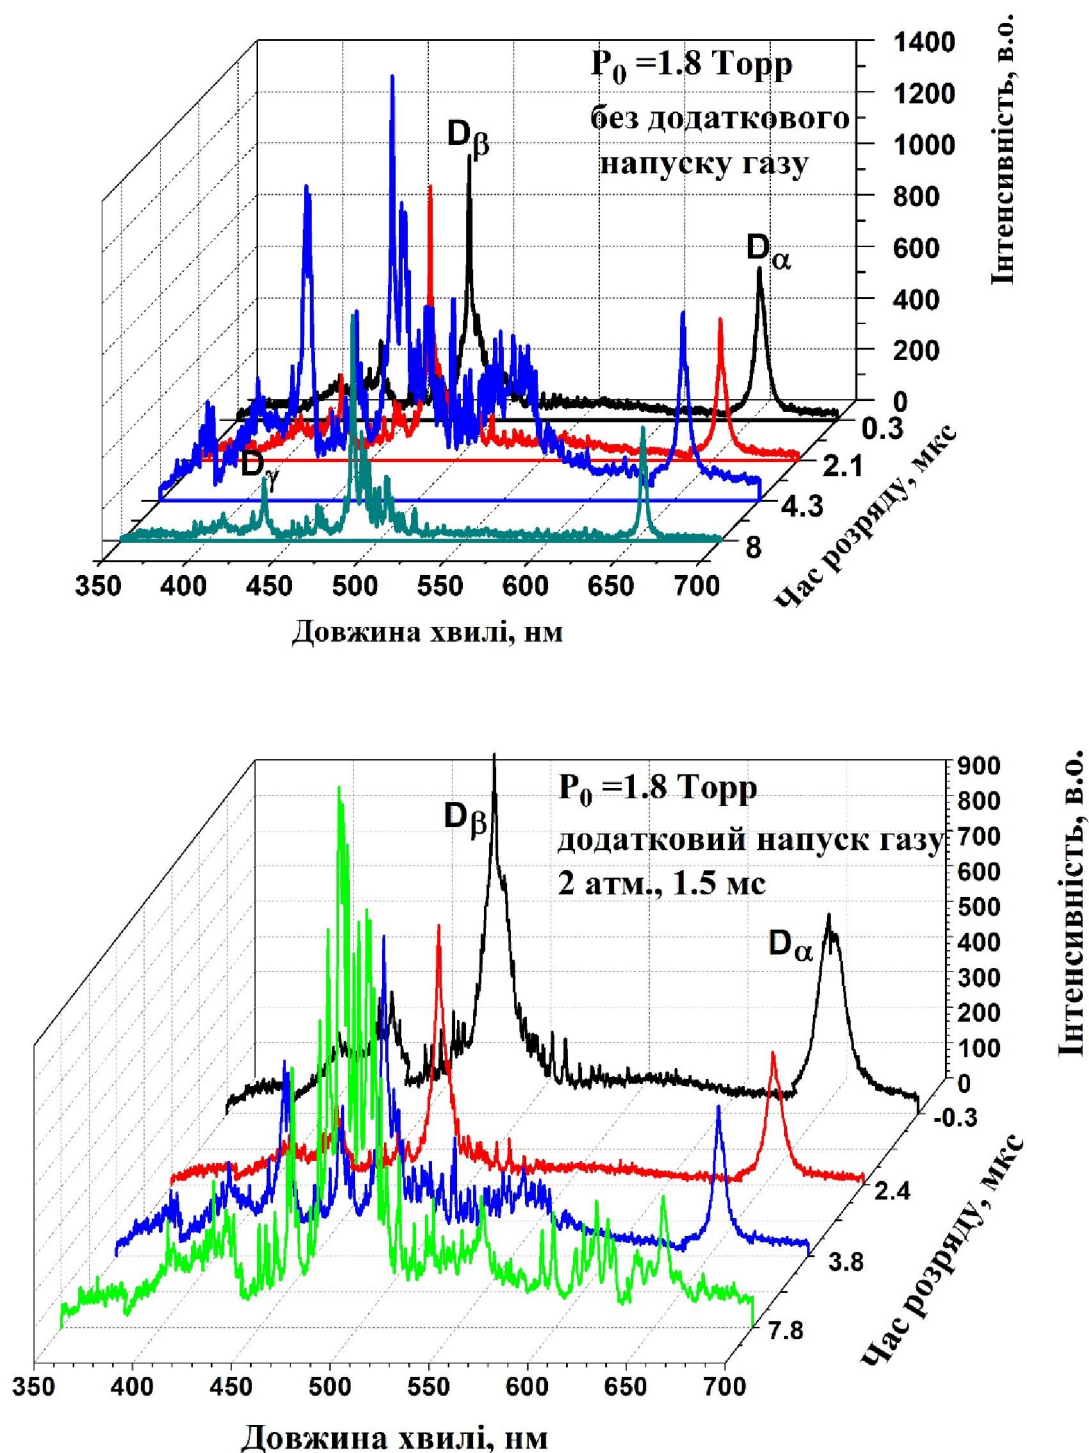 1400
1200
1000
800
600
400
200
0
Інтенсивність, в.о.
P₀ =1.8 Торр
без додаткового
напуску газу
Dβ
Dα
Dγ
0.3
2.1
4.3
8
Час розряду, мкс
350 400 450 500 550 600 650 700
Довжина хвилі, нм
900
800
700
600
500
400
300
200
100
0
Інтенсивність, в.о.
P₀ =1.8 Торр
додатковий напуск газу
2 атм., 1.5 мс
Dβ
Dα
-0.3
2.4
3.8
7.8
Час розряду, мкс
350 400 450 500 550 600 650 700
Довжина хвилі, нм